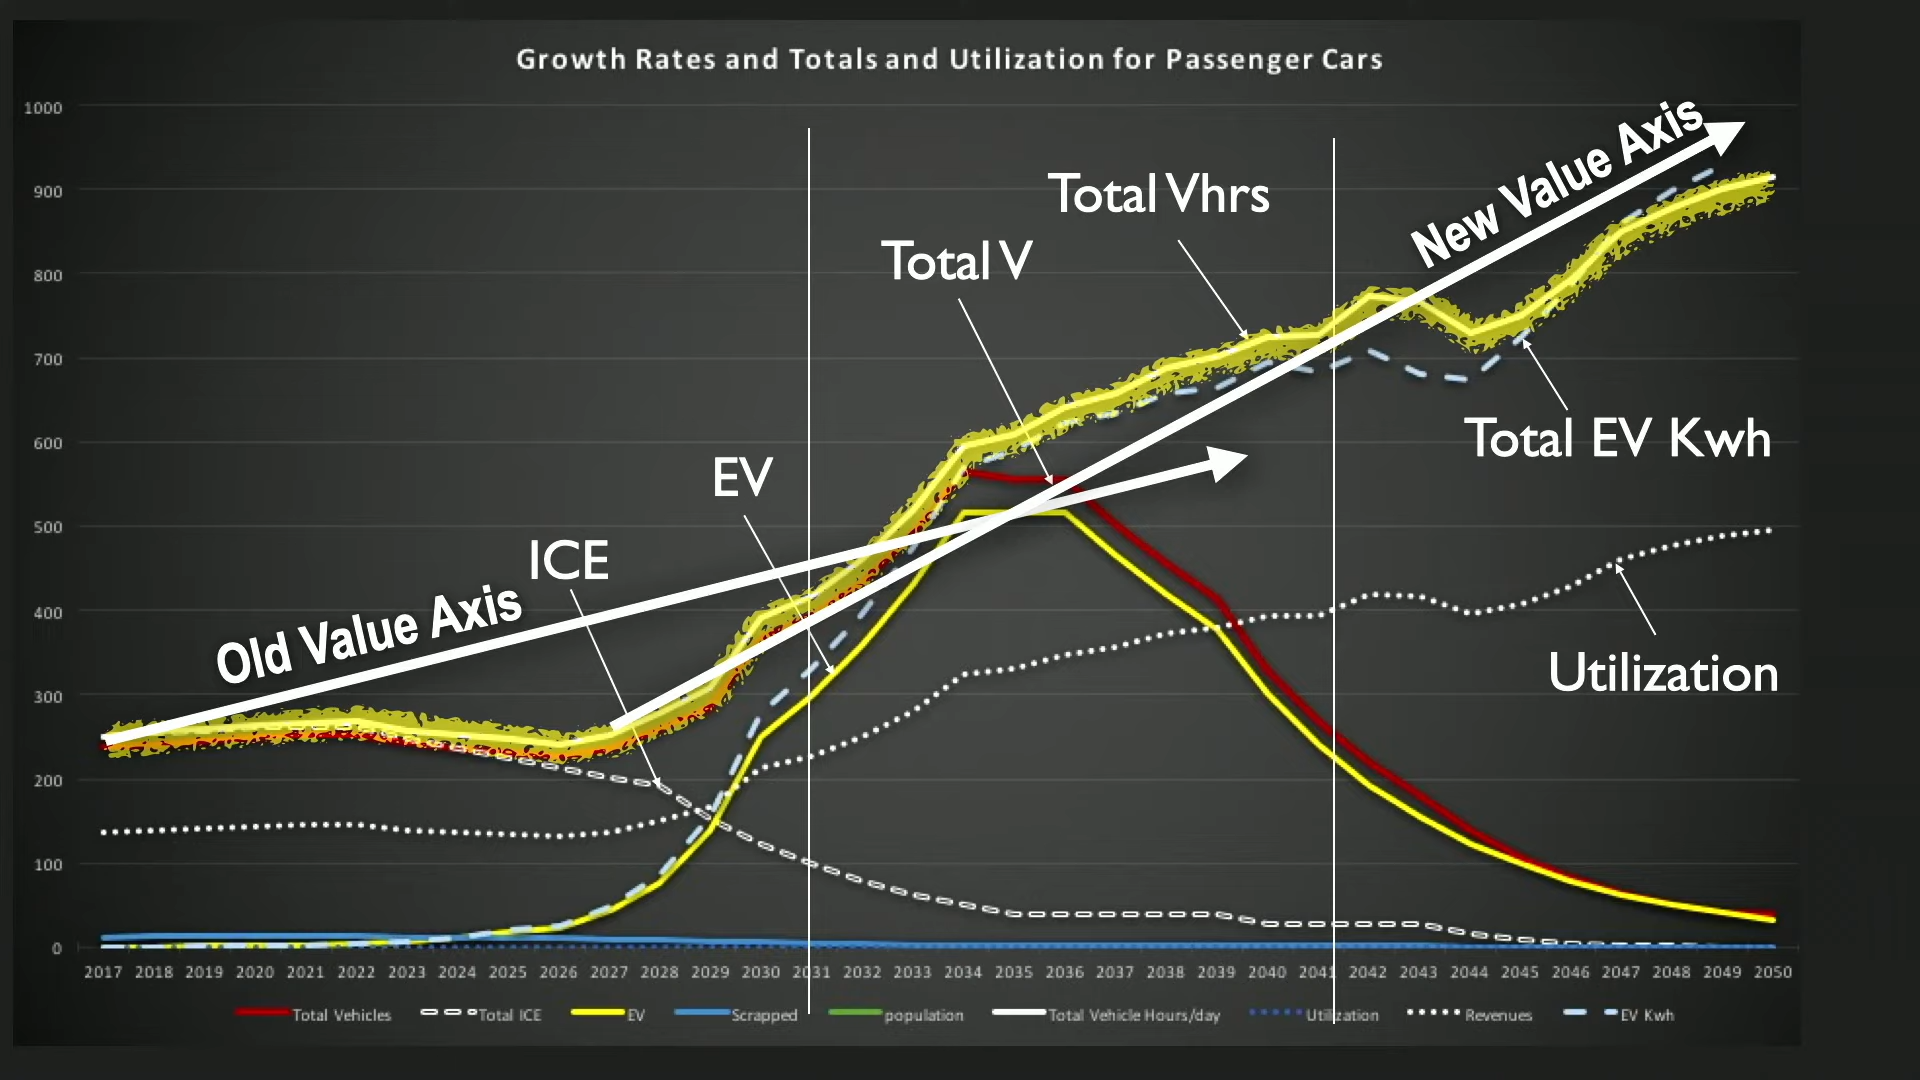 Growth Rates and Totals and Utilization for Passenger Cars
1000
900
800
700
600
500
400
300
200
100
0
New Value Axis
Total Vhrs
Total V
Total EV Kwh
EV
ICE
Old Value Axis
Utilization
2017 2018 2019 2020 2021 2022 2023 2024 2025 2026 2027 2028 2029 2030 2031 2032 2033 2034 2035 2036 2037 2038 2039 2040 2041 2042 2043 2044 2045 2046 2047 2048 2049 2050
Total Vehicles Total ICE EV Scrapped population Total Vehicle Hours/day Utilization Revenues EV Kwh